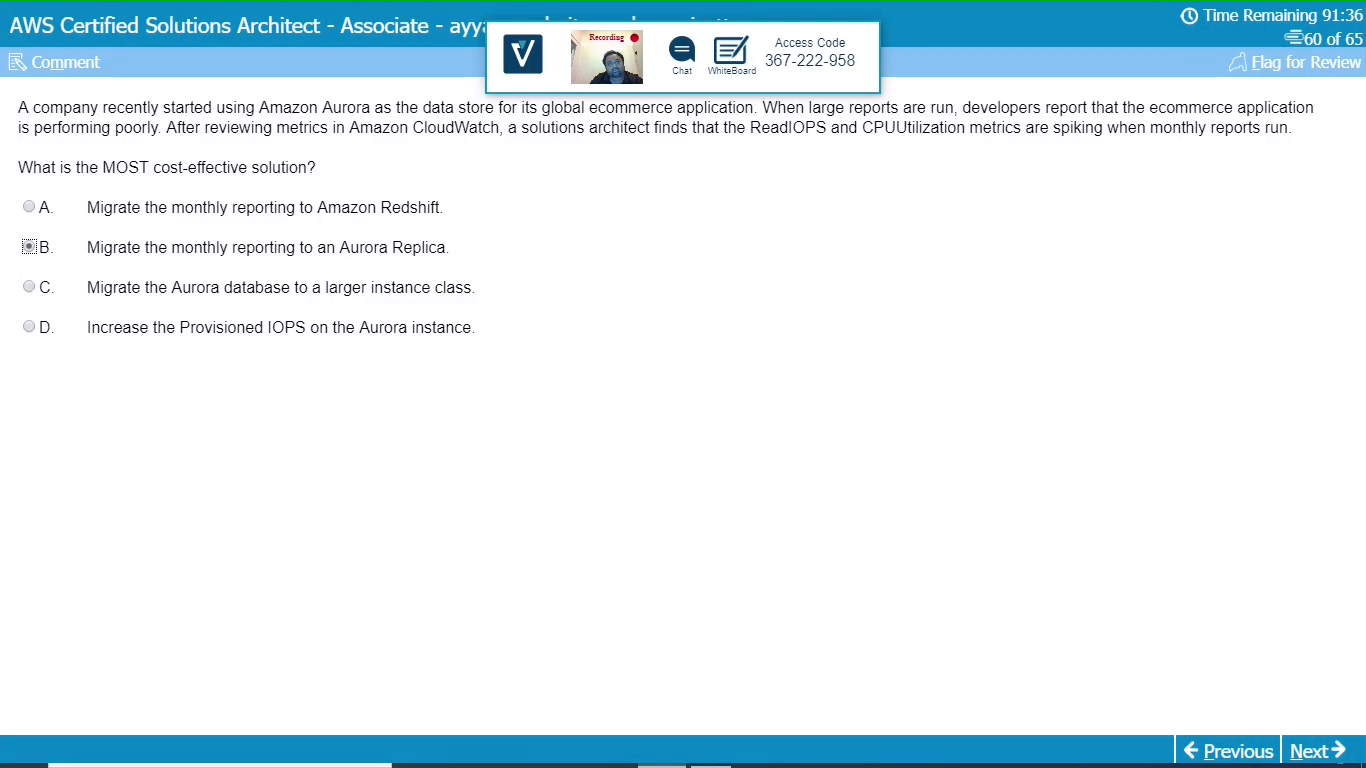 AWS Certified Solutions Architect - Associate - ayya
Time Remaining 91:36
60 of 65
Recording
Chat
WhiteBoard
Access Code
367-222-958
Comment
Flag for Review
A company recently started using Amazon Aurora as the data store for its global ecommerce application. When large reports are run, developers report that the ecommerce application
is performing poorly. After reviewing metrics in Amazon CloudWatch, a solutions architect finds that the ReadIOPS and CPUUtilization metrics are spiking when monthly reports run.
What is the MOST cost-effective solution?
A. Migrate the monthly reporting to Amazon Redshift.
B. Migrate the monthly reporting to an Aurora Replica.
C. Migrate the Aurora database to a larger instance class.
D. Increase the Provisioned IOPS on the Aurora instance.
Previous
Next